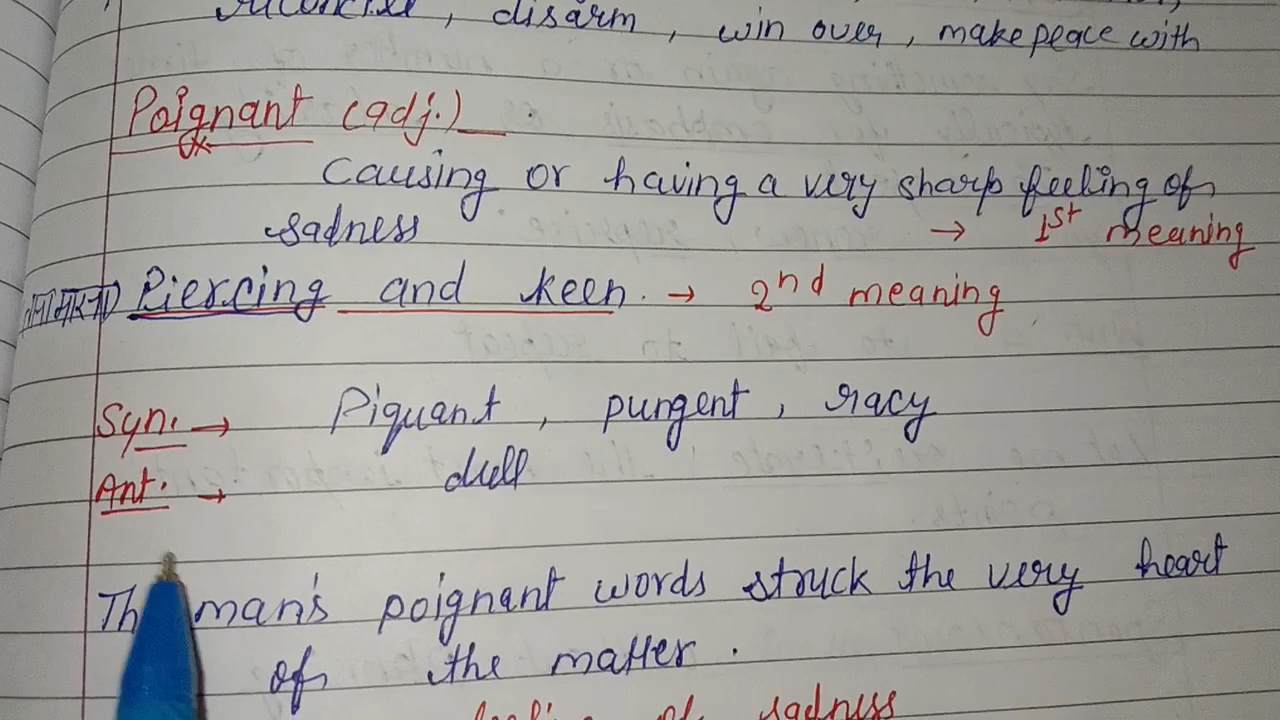 disarm, win over, make peace with
Poignant (adj.)
Causing or having a very sharp feeling of
sadness → 1st meaning
Piercing and keen. → 2nd meaning
Syn. → Piquant, pungent, racy
Ant. → dull
The man's poignant words struck the very heart
of the matter.
of sadness